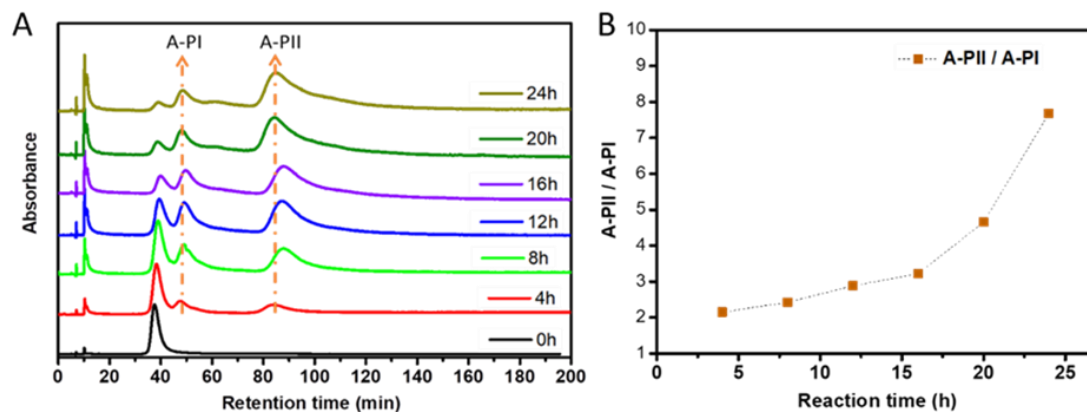 A
A-PI
A-PII
24h
20h
16h
12h
8h
4h
0h
Absorbance
0 20 40 60 80 100 120 140 160 180 200
Retention time (min)
B
A-PII / A-PI
10
9
8
7
6
5
4
3
2
1
A-PII / A-PI
0 5 10 15 20 25
Reaction time (h)